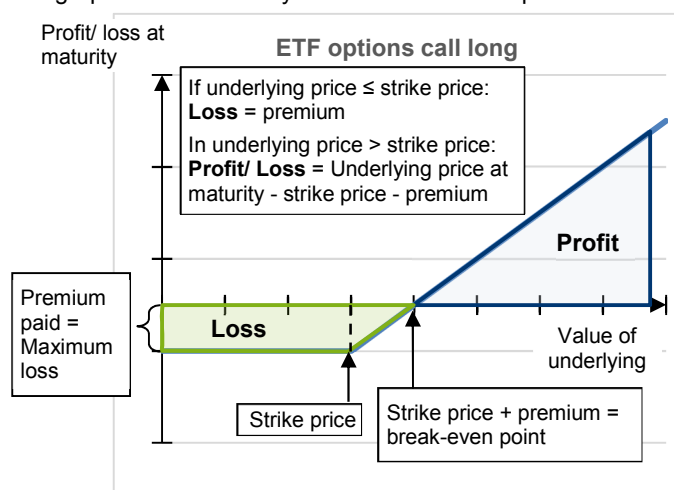 Profit/ loss at
maturity
ETF options call long
If underlying price ≤ strike price:
Loss = premium
In underlying price > strike price:
Profit/ Loss = Underlying price at
maturity - strike price - premium
Profit
Premium
paid =
Maximum
loss
Loss
Value of
underlying
Strike price
Strike price + premium =
break-even point